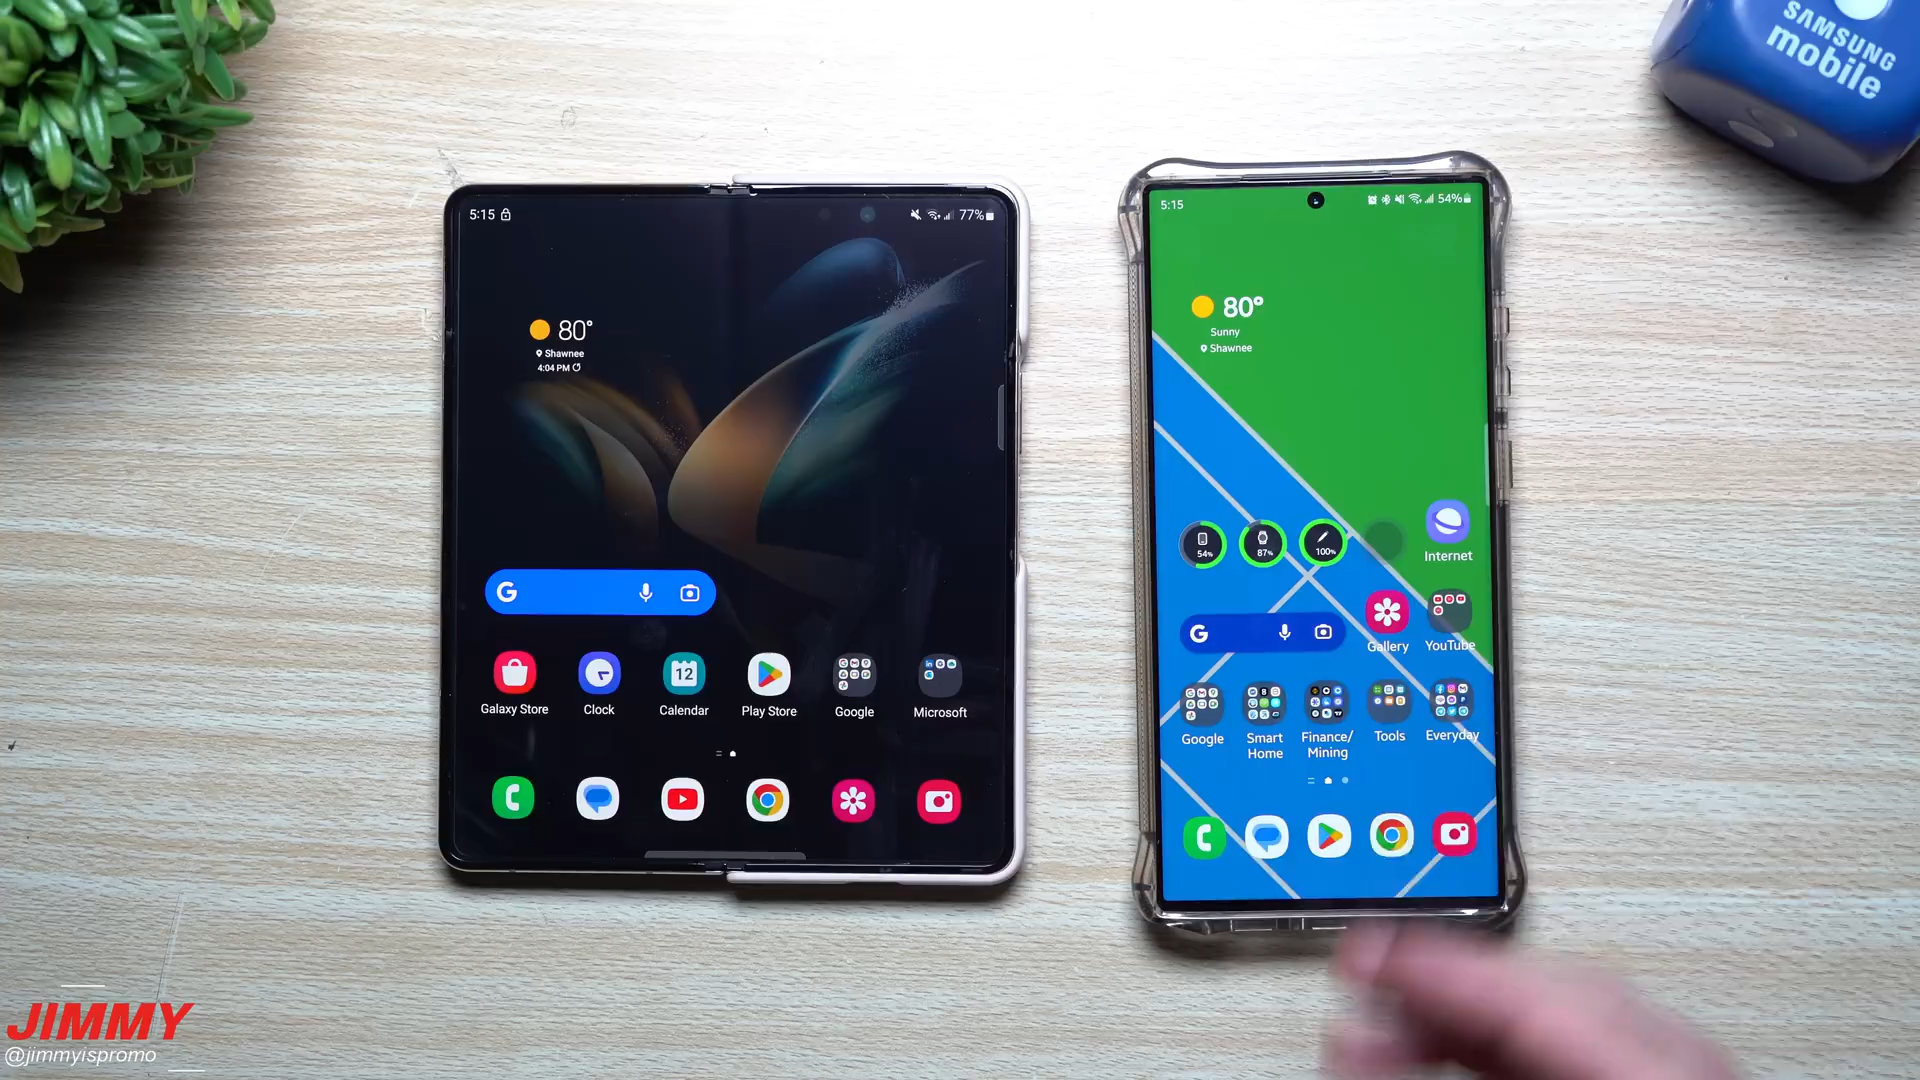 SAMSUNG
mobile
5:15
77%
80°
Shawnee
4:04 PM
G
Galaxy Store
Clock
12
Calendar
Play Store
Google
Microsoft
5:15
54%
80°
Sunny
Shawnee
54%
87%
100%
Internet
G
Gallery
YouTube
Google
Smart
Home
Finance/
Mining
Tools
Everyday
JIMMY
@jimmyispromo